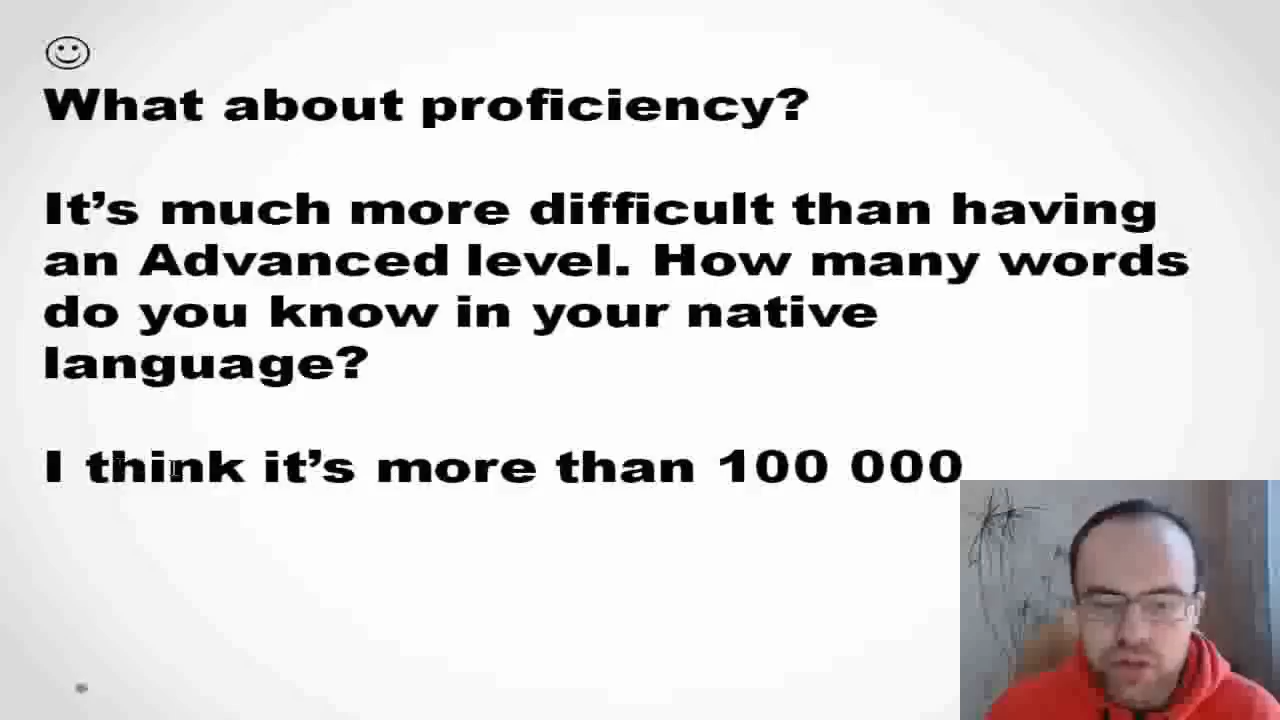 What about proficiency?
It’s much more difficult than having
an Advanced level. How many words
do you know in your native
language?
I think it’s more than 100 000